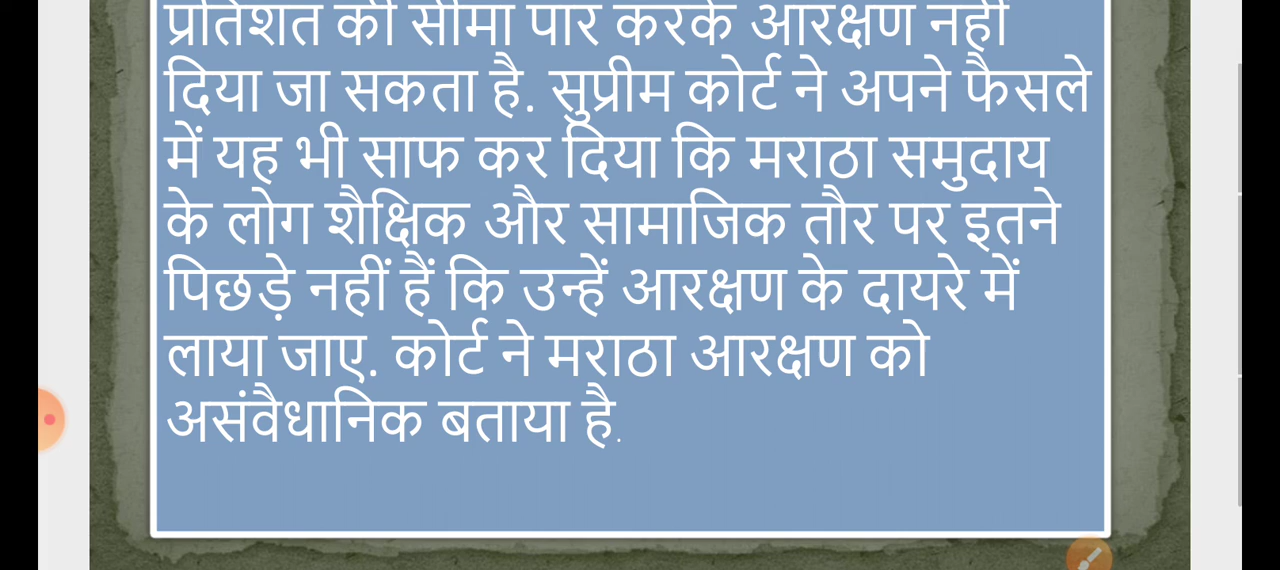 प्रतिशत की सीमा पार करके आरक्षण नहीं
दिया जा सकता है. सुप्रीम कोर्ट ने अपने फैसले
में यह भी साफ कर दिया कि मराठा समुदाय
के लोग शैक्षिक और सामाजिक तौर पर इतने
पिछड़े नहीं हैं कि उन्हें आरक्षण के दायरे में
लाया जाए. कोर्ट ने मराठा आरक्षण को
असंवैधानिक बताया है.